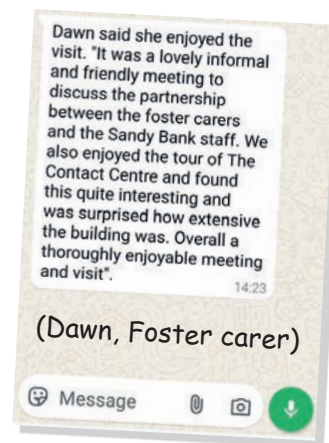 Dawn said she enjoyed the
visit. "It was a lovely informal
and friendly meeting to
discuss the partnership
between the foster carers
and the Sandy Bank staff. We
also enjoyed the tour of The
Contact Centre and found
this quite interesting and
was surprised how extensive
the building was. Overall a
thoroughly enjoyable meeting
and visit".
14:23
(Dawn, Foster carer)
Message